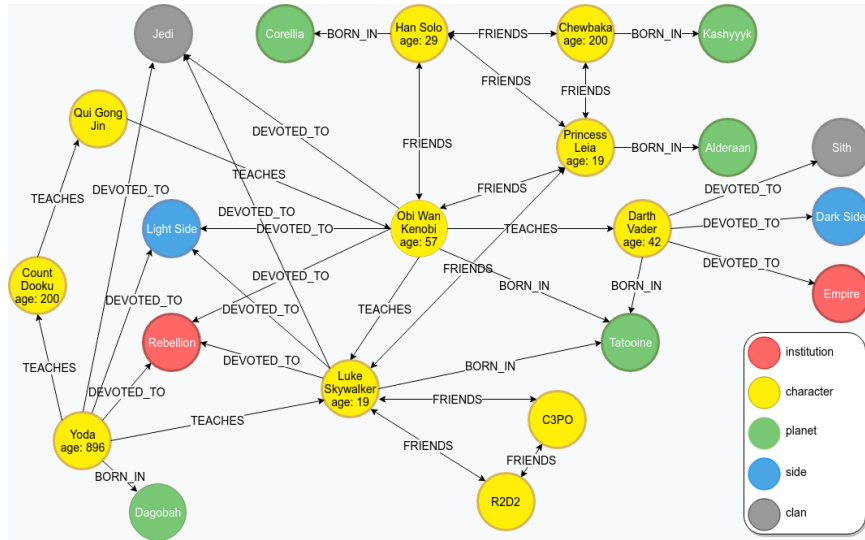 Jedi
Corellia
BORN_IN
Han Solo
age: 29
FRIENDS
Chewbaka
age: 200
BORN_IN
Kashyyyk
FRIENDS
FRIENDS
Qui Gong
Jin
DEVOTED_TO
FRIENDS
Princess
Leia
age: 19
BORN_IN
Alderaan
Sith
DEVOTED_TO
TEACHES
FRIENDS
DEVOTED_TO
TEACHES
DEVOTED_TO
Light Side
DEVOTED_TO
Obi Wan
Kenobi
age: 57
TEACHES
Darth
Vader
age: 42
DEVOTED_TO
Dark Side
Count
Dooku
age: 200
DEVOTED_TO
DEVOTED_TO
FRIENDS
BORN_IN
BORN_IN
DEVOTED_TO
Empire
DEVOTED_TO
TEACHES
Rebellion
DEVOTED_TO
Tatooine
TEACHES
DEVOTED_TO
Luke
Skywalker
age: 19
BORN_IN
institution
FRIENDS
character
TEACHES
C3PO
Yoda
age: 896
FRIENDS
planet
BORN_IN
FRIENDS
side
Dagobah
R2D2
clan